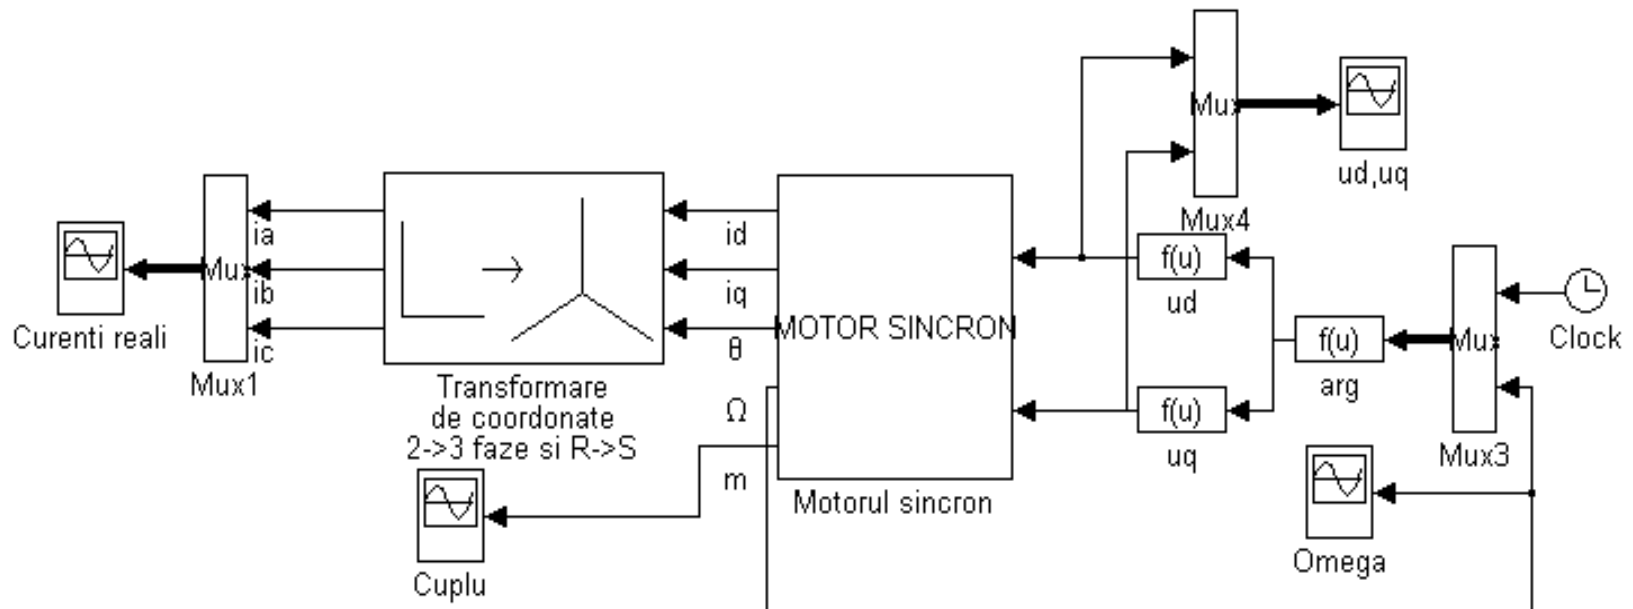 Mux
ud,uq
Mux4
ia
ib
ic
Mux
Mux1
Curenti reali
Transformare
de coordonate
2->3 faze si R->S
id
iq
θ
Ω
m
MOTOR SINCRON
Motorul sincron
f(u)
ud
f(u)
uq
f(u)
arg
Mux
Mux3
Clock
Cuplu
Omega